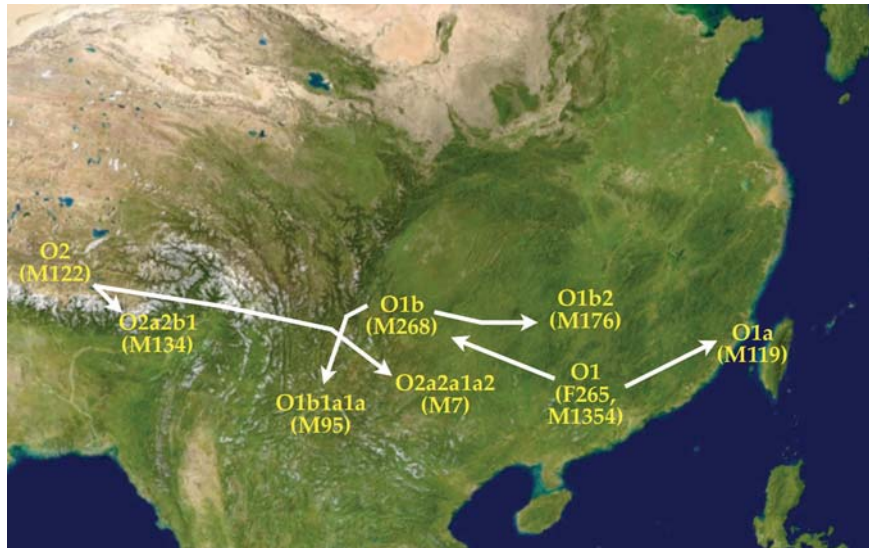 O2
(M122)
O2a2b1
(M134)
O1b
(M268)
O1b2
(M176)
O1a
(M119)
O1b1a1a
(M95)
O2a2a1a2
(M7)
O1
(F265,
M1354)